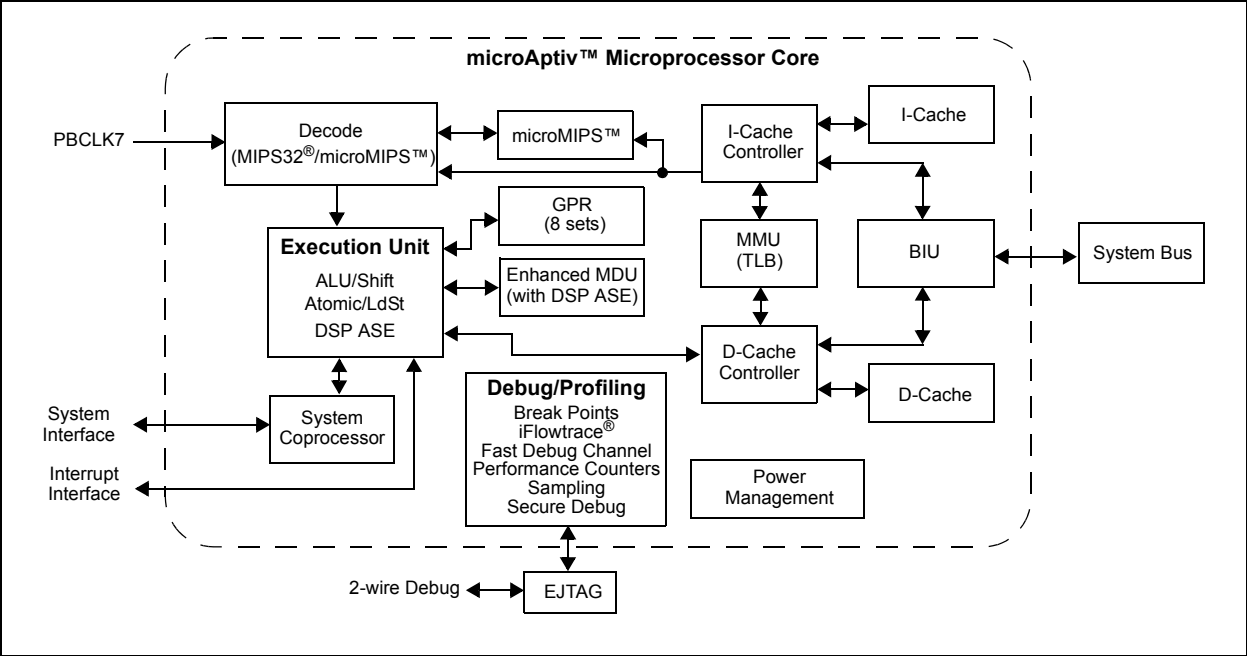 microAptiv™ Microprocessor Core
PBCLK7
Decode
(MIPS32®/microMIPS™)
microMIPS™
I-Cache
Controller
I-Cache
GPR
(8 sets)
Execution Unit
ALU/Shift
Atomic/LdSt
DSP ASE
Enhanced MDU
(with DSP ASE)
MMU
(TLB)
BIU
System Bus
D-Cache
Controller
D-Cache
Debug/Profiling
Break Points
iFlowtrace®
Fast Debug Channel
Performance Counters
Sampling
Secure Debug
System
Coprocessor
System
Interface
Interrupt
Interface
Power
Management
2-wire Debug
EJTAG